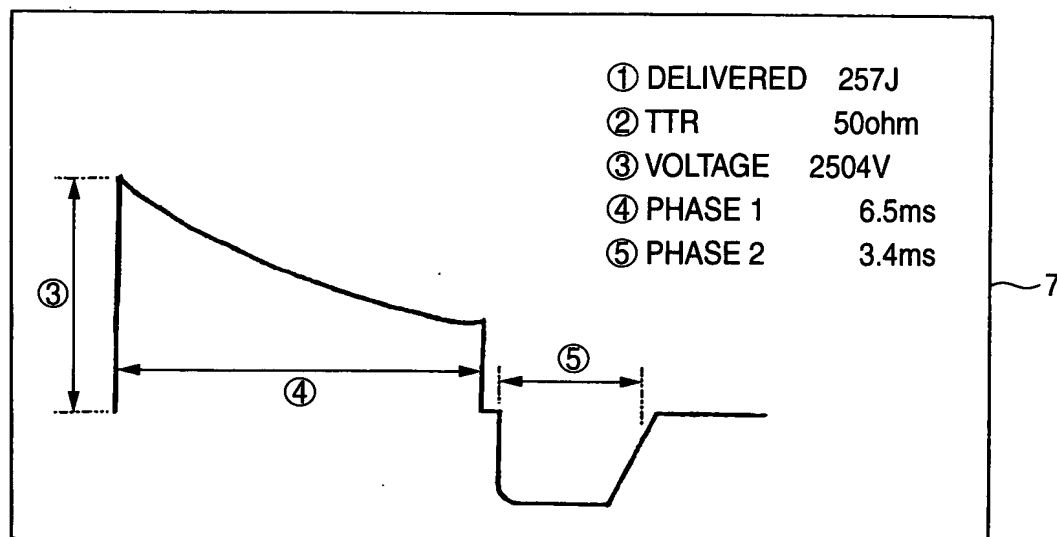 ① DELIVERED 257J
② TTR 50ohm
③ VOLTAGE 2504V
④ PHASE 1 6.5ms
⑤ PHASE 2 3.4ms
7
③
⑤
④